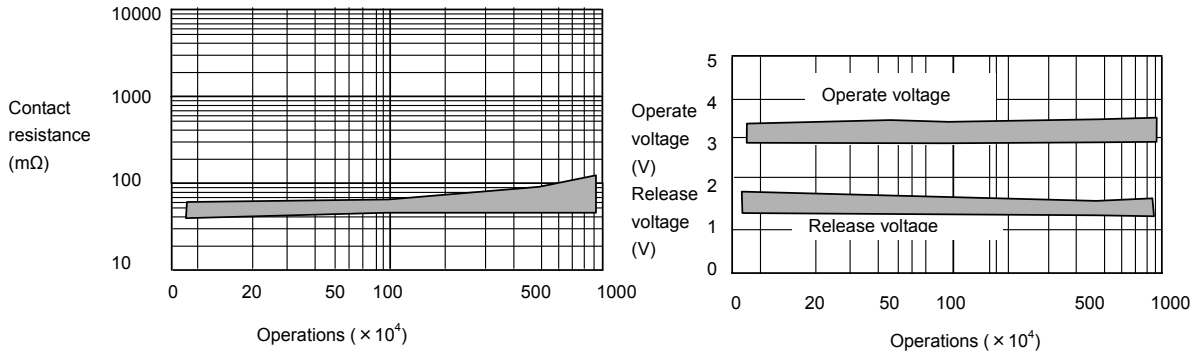 10000
1000
100
10
Contact
resistance
(mΩ)
0 20 50 100 500 1000
Operations ( × 10⁴)
5
4
3
2
1
0
Operate
voltage
(V)
Release
voltage
(V)
Operate voltage
Release voltage
0 20 50 100 500 1000
Operations ( × 10⁴)